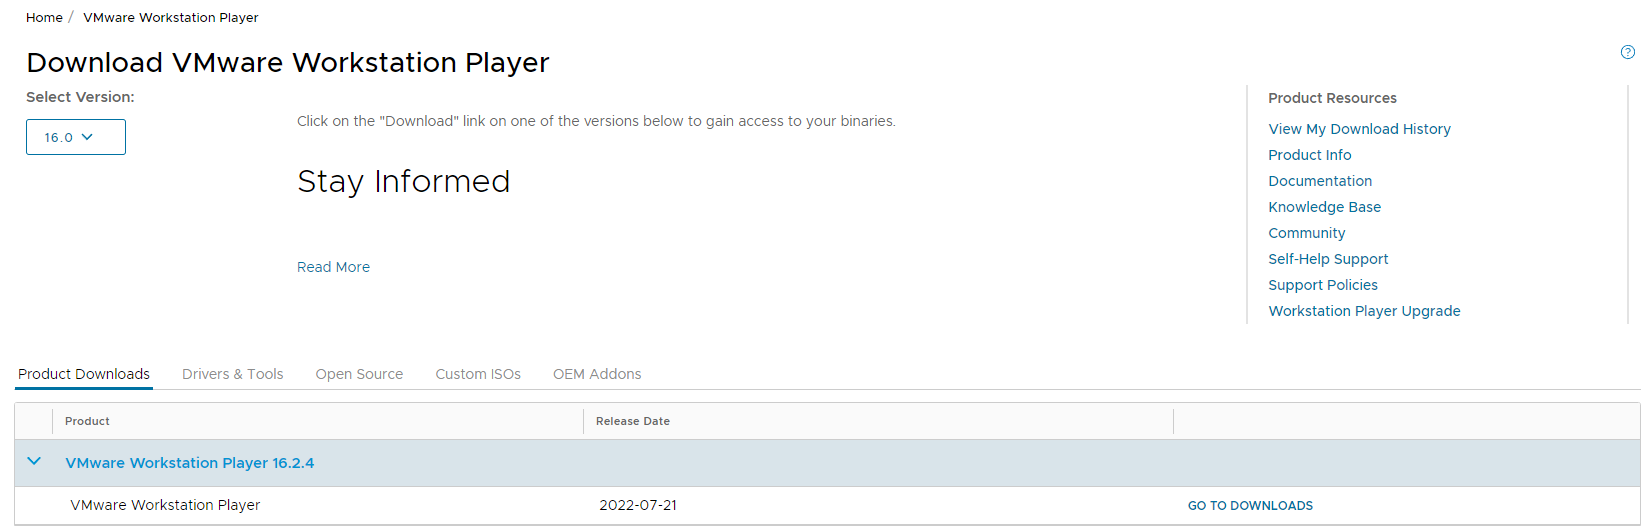 Home / VMware Workstation Player
Download VMware Workstation Player
Select Version:
16.0
Click on the "Download" link on one of the versions below to gain access to your binaries.
Stay Informed
Read More
Product Resources
View My Download History
Product Info
Documentation
Knowledge Base
Community
Self-Help Support
Support Policies
Workstation Player Upgrade
Product Downloads Drivers & Tools Open Source Custom ISOs OEM Addons
Product Release Date
VMware Workstation Player 16.2.4
VMware Workstation Player 2022-07-21 GO TO DOWNLOADS